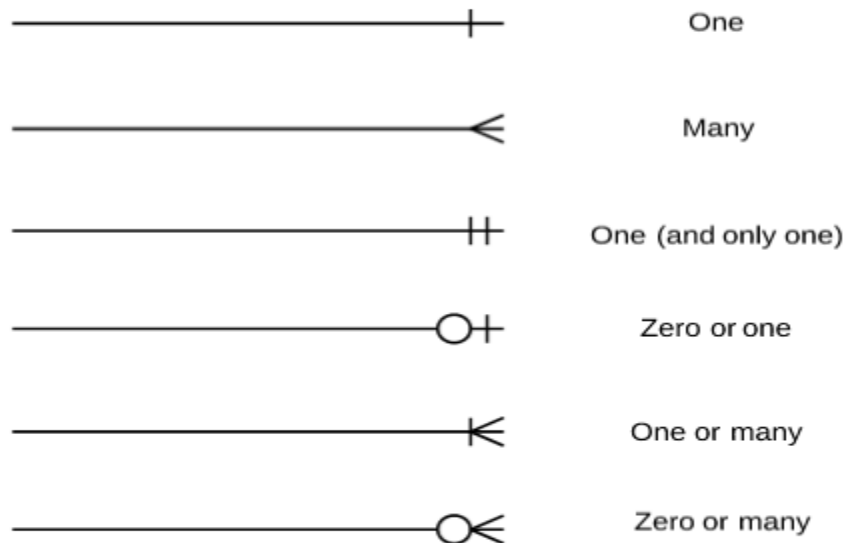 One
Many
One (and only one)
Zero or one
One or many
Zero or many